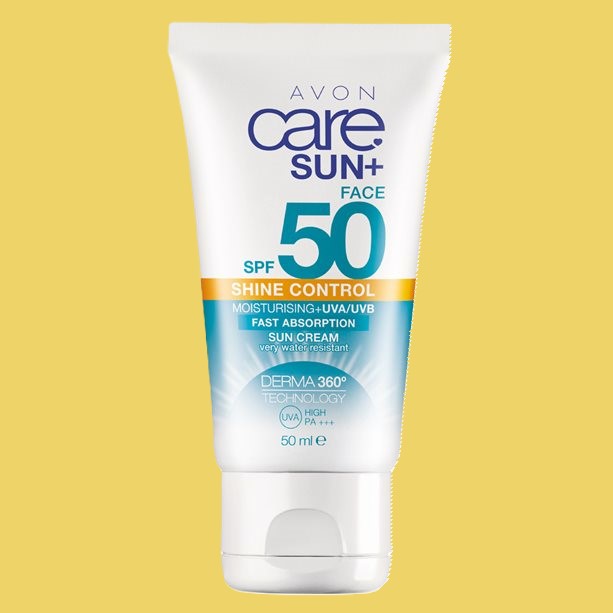 AVON
care
SUN+
FACE
SPF 50
SHINE CONTROL
MOISTURISING+UVA/UVB
FAST ABSORPTION
SUN CREAM
very water resistant
DERMA 360º
TECHNOLOGY
UVA HIGH
PA +++
50 ml e